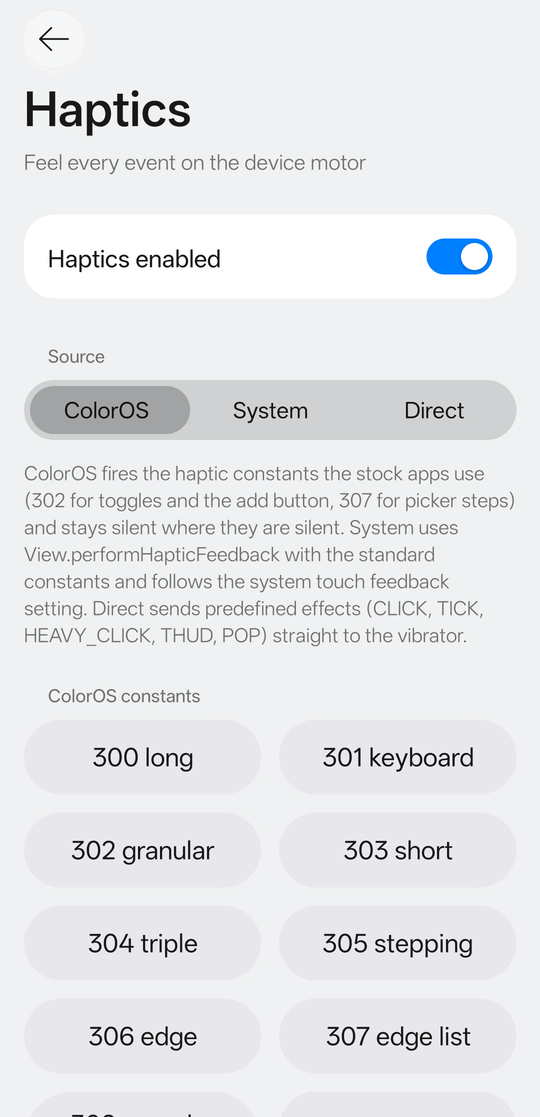 Haptics
Feel every event on the device motor
Haptics enabled
Source
ColorOS
System
Direct
ColorOS fires the haptic constants the stock apps use
(302 for toggles and the add button, 307 for picker steps)
and stays silent where they are silent. System uses
View.performHapticFeedback with the standard
constants and follows the system touch feedback
setting. Direct sends predefined effects (CLICK, TICK,
HEAVY_CLICK, THUD, POP) straight to the vibrator.
ColorOS constants
300 long
301 keyboard
302 granular
303 short
304 triple
305 stepping
306 edge
307 edge list